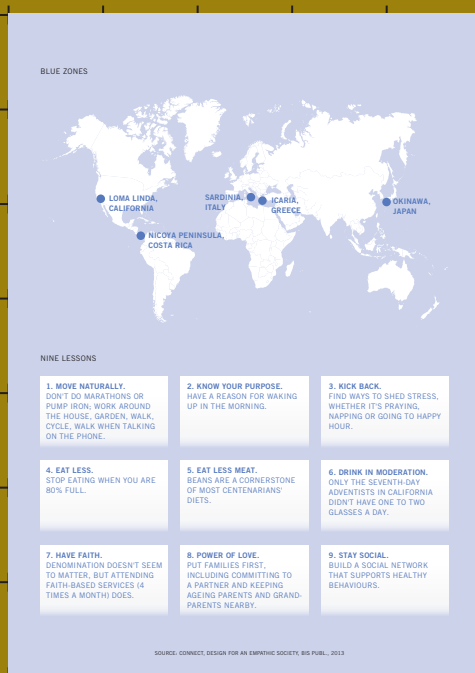 BLUE ZONES
LOMA LINDA,
CALIFORNIA
SARDINIA,
ITALY
ICARIA,
GREECE
OKINAWA,
JAPAN
NICOYA PENINSULA,
COSTA RICA
NINE LESSONS
1. MOVE NATURALLY.
DON'T DO MARATHONS OR
PUMP IRON; WORK AROUND
THE HOUSE, GARDEN, WALK,
CYCLE, WALK WHEN TALKING
ON THE PHONE.
2. KNOW YOUR PURPOSE.
HAVE A REASON FOR WAKING
UP IN THE MORNING.
3. KICK BACK.
FIND WAYS TO SHED STRESS,
WHETHER IT'S PRAYING,
NAPPING OR GOING TO HAPPY
HOUR.
4. EAT LESS.
STOP EATING WHEN YOU ARE
80% FULL.
5. EAT LESS MEAT.
BEANS ARE A CORNERSTONE
OF MOST CENTENARIANS'
DIETS.
6. DRINK IN MODERATION.
ONLY THE SEVENTH-DAY
ADVENTISTS IN CALIFORNIA
DIDN'T HAVE ONE TO TWO
GLASSES A DAY.
7. HAVE FAITH.
DENOMINATION DOESN'T SEEM
TO MATTER, BUT ATTENDING
FAITH-BASED SERVICES (4
TIMES A MONTH) DOES.
8. POWER OF LOVE.
PUT FAMILIES FIRST,
INCLUDING COMMITTING TO
A PARTNER AND KEEPING
AGEING PARENTS AND GRAND-
PARENTS NEARBY.
9. STAY SOCIAL.
BUILD A SOCIAL NETWORK
THAT SUPPORTS HEALTHY
BEHAVIOURS.
SOURCE: CONNECT, DESIGN FOR AN EMPATHIC SOCIETY, BIS PUBL., 2013